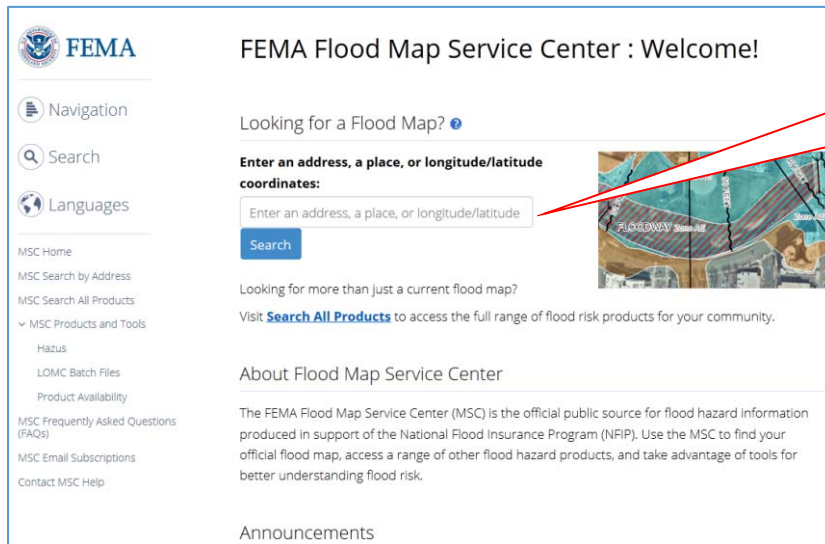 FEMA
Navigation
Search
Languages
MSC Home
MSC Search by Address
MSC Search All Products
MSC Products and Tools
Hazus
LOMC Batch Files
Product Availability
MSC Frequently Asked Questions
(FAQs)
MSC Email Subscriptions
Contact MSC Help
FEMA Flood Map Service Center : Welcome!
Looking for a Flood Map?
Enter an address, a place, or longitude/latitude
coordinates:
Enter an address, a place, or longitude/latitude
Search
FLOODWAY Zone AE
Zone AE
Looking for more than just a current flood map?
Visit Search All Products to access the full range of flood risk products for your community.
About Flood Map Service Center
The FEMA Flood Map Service Center (MSC) is the official public source for flood hazard information
produced in support of the National Flood Insurance Program (NFIP). Use the MSC to find your
official flood map, access a range of other flood hazard products, and take advantage of tools for
better understanding flood risk.
Announcements